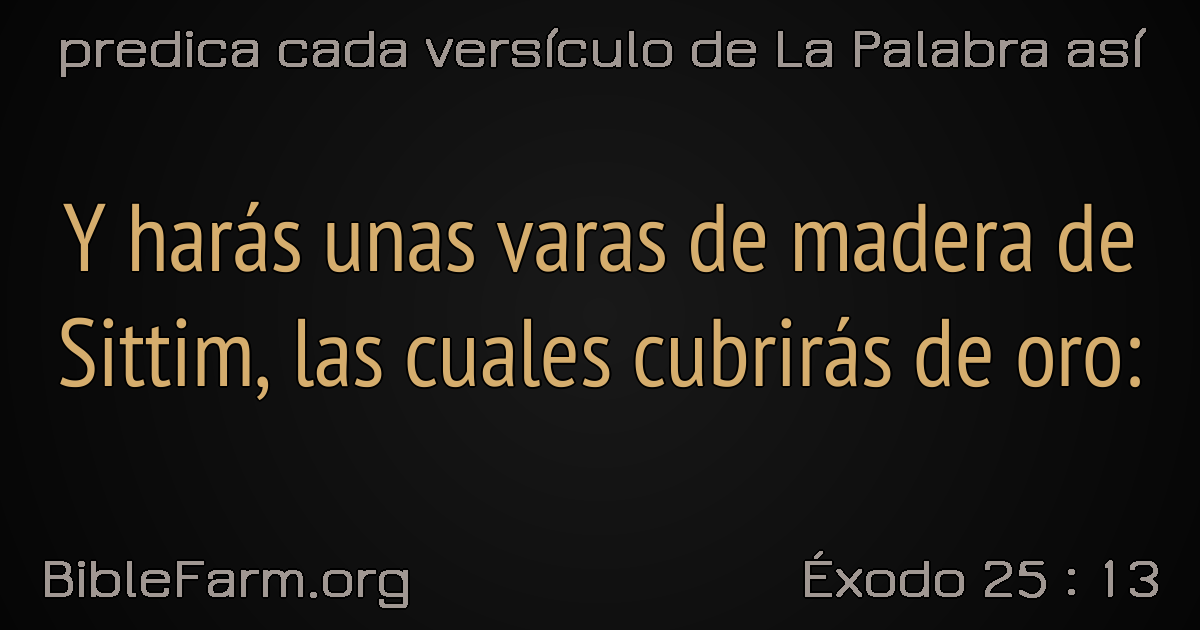 predica cada versículo de La Palabra así
Y harás unas varas de madera de
Sittim, las cuales cubrirás de oro:
BibleFarm.org
Éxodo 25 : 13